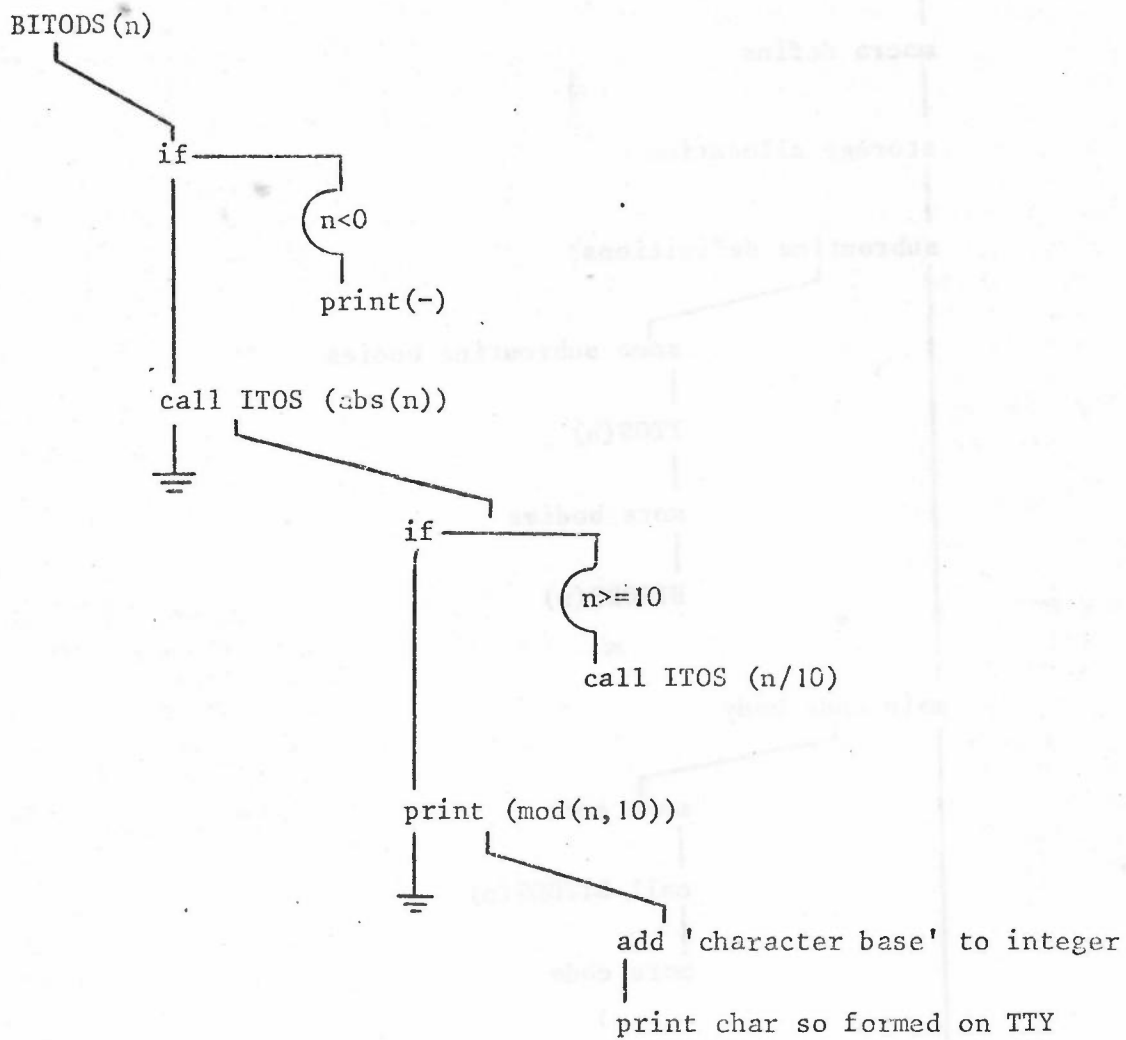 BITODS(n)
if
n<0
print(-)
call ITOS (abs(n))
if
n>=10
call ITOS (n/10)
print (mod(n,10))
add 'character base' to integer
print char so formed on TTY